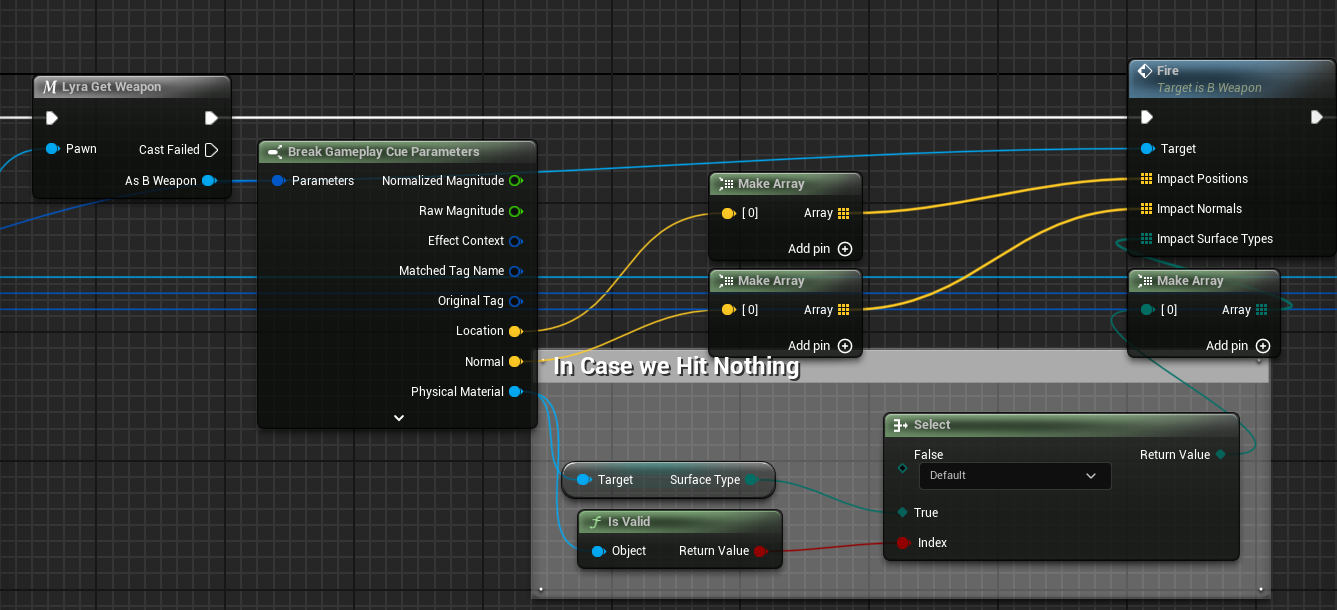 Lyra Get Weapon
Pawn
Cast Failed
As B Weapon
Break Gameplay Cue Parameters
Parameters
Normalized Magnitude
Raw Magnitude
Effect Context
Matched Tag Name
Original Tag
Location
Normal
Physical Material
Make Array
[ 0]
Array
Add pin
Make Array
[ 0]
Array
Add pin
Fire
Target is B Weapon
Target
Impact Positions
Impact Normals
Impact Surface Types
Make Array
[ 0]
Array
Add pin
In Case we Hit Nothing
Target
Surface Type
Is Valid
Object
Return Value
Select
False
Default
Return Value
True
Index